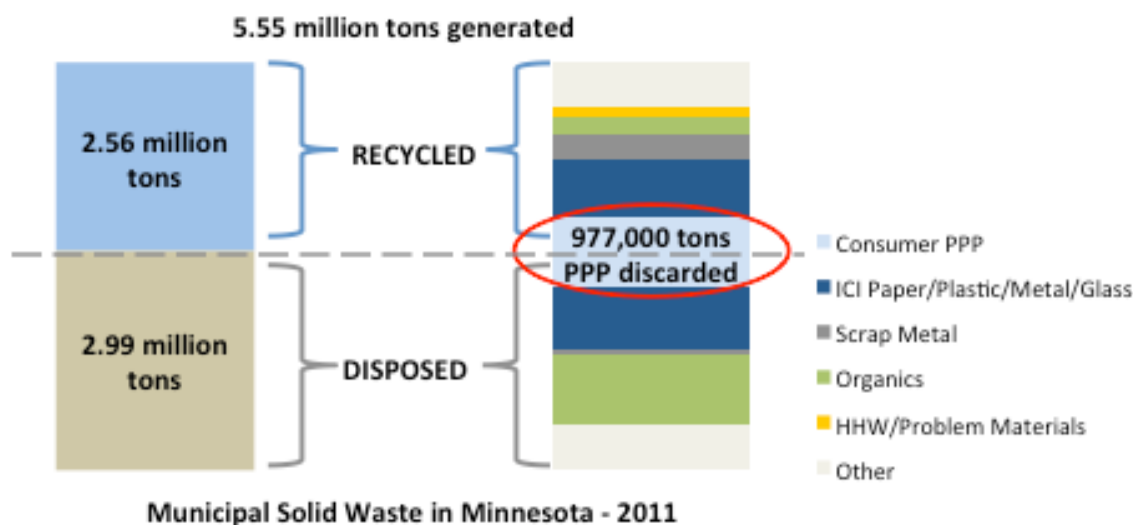 5.55 million tons generated
2.56 million
tons
RECYCLED
977,000 tons
PPP discarded
2.99 million
tons
DISPOSED
Consumer PPP
ICI Paper/Plastic/Metal/Glass
Scrap Metal
Organics
HHW/Problem Materials
Other
Municipal Solid Waste in Minnesota - 2011